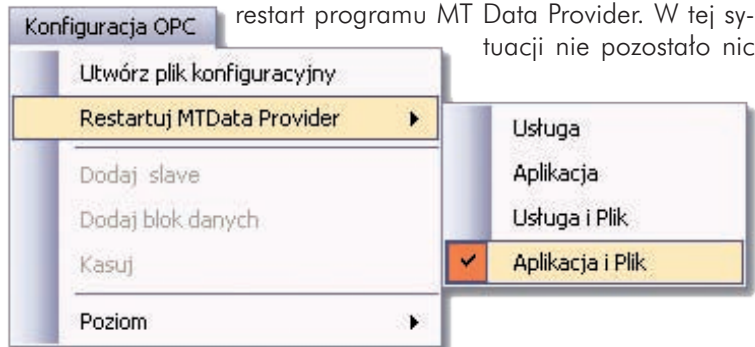 restart programu MT Data Provider. W tej sy-
tuacji nie pozostało nic
Konfiguracja OPC
Utwórz plik konfiguracyjny
Restartuj MTData Provider
Dodaj slave
Dodaj blok danych
Kasuj
Poziom
Usługa
Aplikacja
Usługa i Plik
Aplikacja i Plik